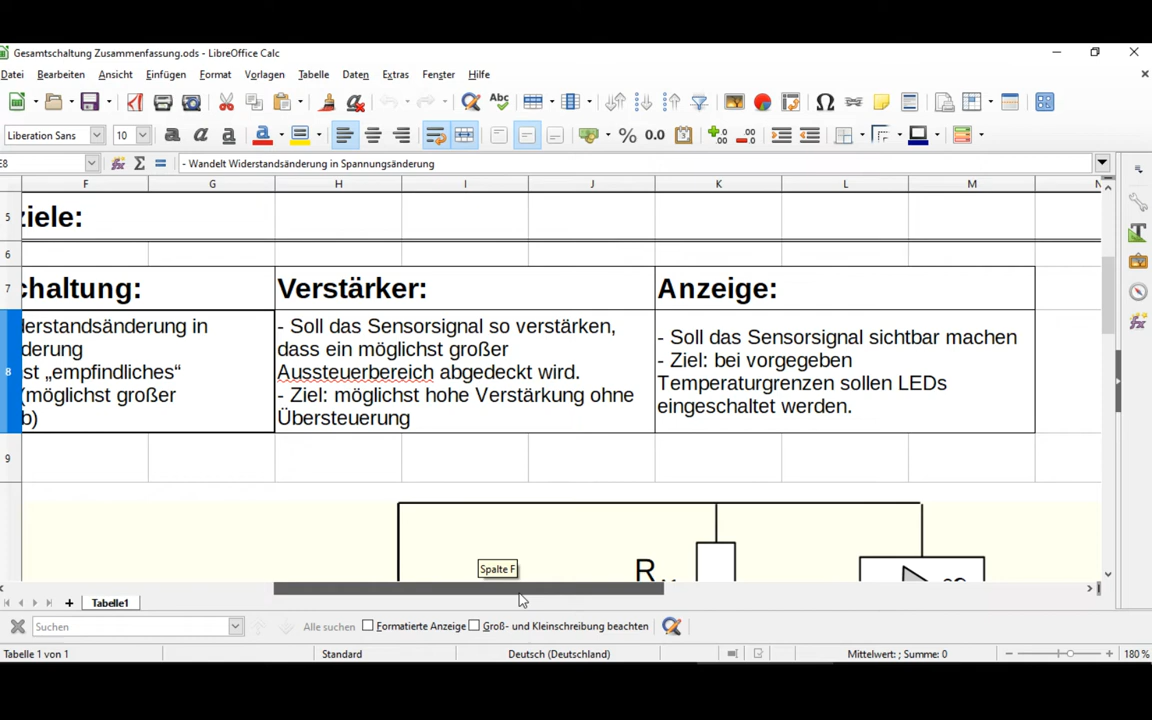 Gesamtschaltung Zusammenfassung.ods - LibreOffice Calc
Datei Bearbeiten Ansicht Einfügen Format Vorlagen Tabelle Daten Extras Fenster Hilfe
Liberation Sans 10
E8 - Wandelt Widerstandsänderung in Spannungsänderung
F G H I J K L M N
5 ziele:
6
7 chaltung: Verstärker: Anzeige:
8
derstandsänderung in
derung
st „empfindliches“
(möglichst großer
b)
- Soll das Sensorsignal so verstärken,
dass ein möglichst großer
Aussteuerbereich abgedeckt wird.
- Ziel: möglichst hohe Verstärkung ohne
Übersteuerung
- Soll das Sensorsignal sichtbar machen
- Ziel: bei vorgegeben
Temperaturgrenzen sollen LEDs
eingeschaltet werden.
9
R
Spalte F
Tabelle1
Suchen Alle suchen Formatierte Anzeige Groß- und Kleinschreibung beachten
Tabelle 1 von 1 Standard Deutsch (Deutschland) Mittelwert: ; Summe: 0 180 %